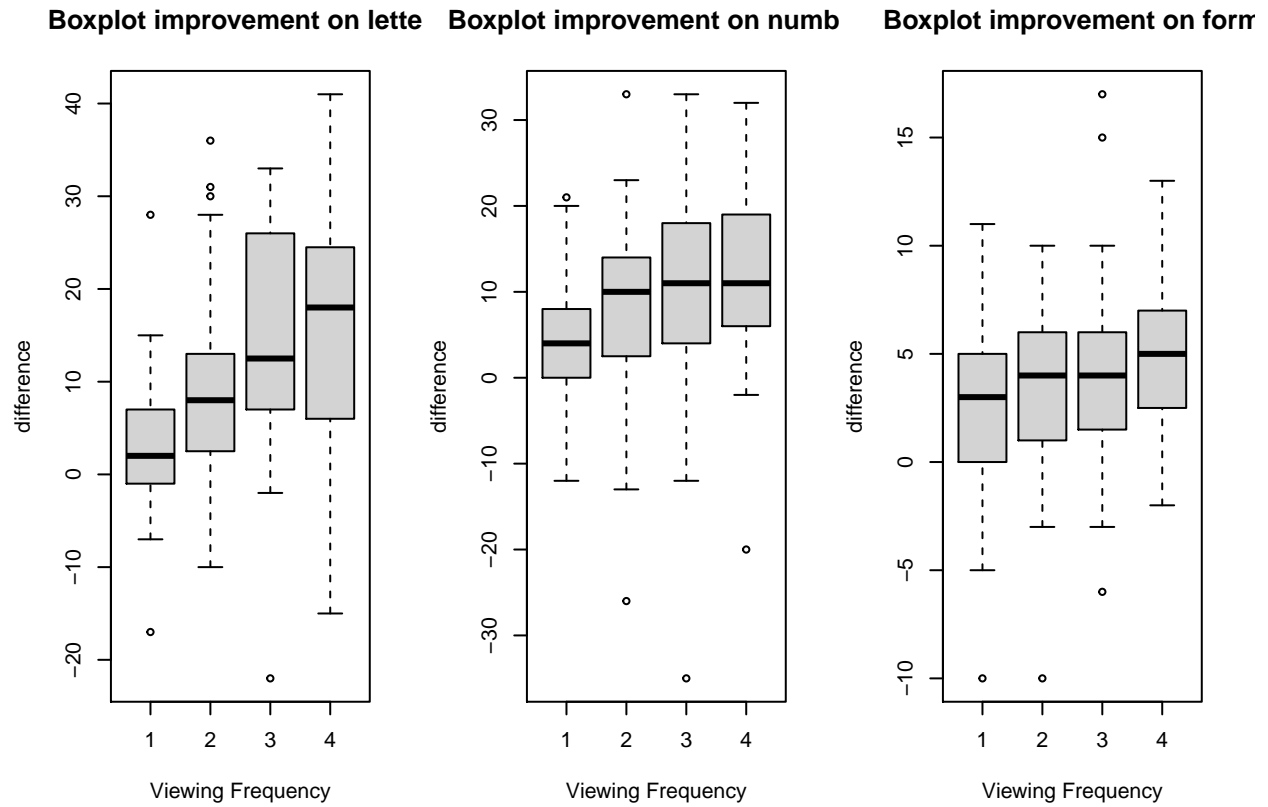 Boxplot improvement on lette
40
30
20
10
0
−10
−20
difference
1 2 3 4
Viewing Frequency
Boxplot improvement on numb
30
20
10
0
−10
−20
−30
difference
1 2 3 4
Viewing Frequency
Boxplot improvement on form
15
10
5
0
−5
−10
difference
1 2 3 4
Viewing Frequency